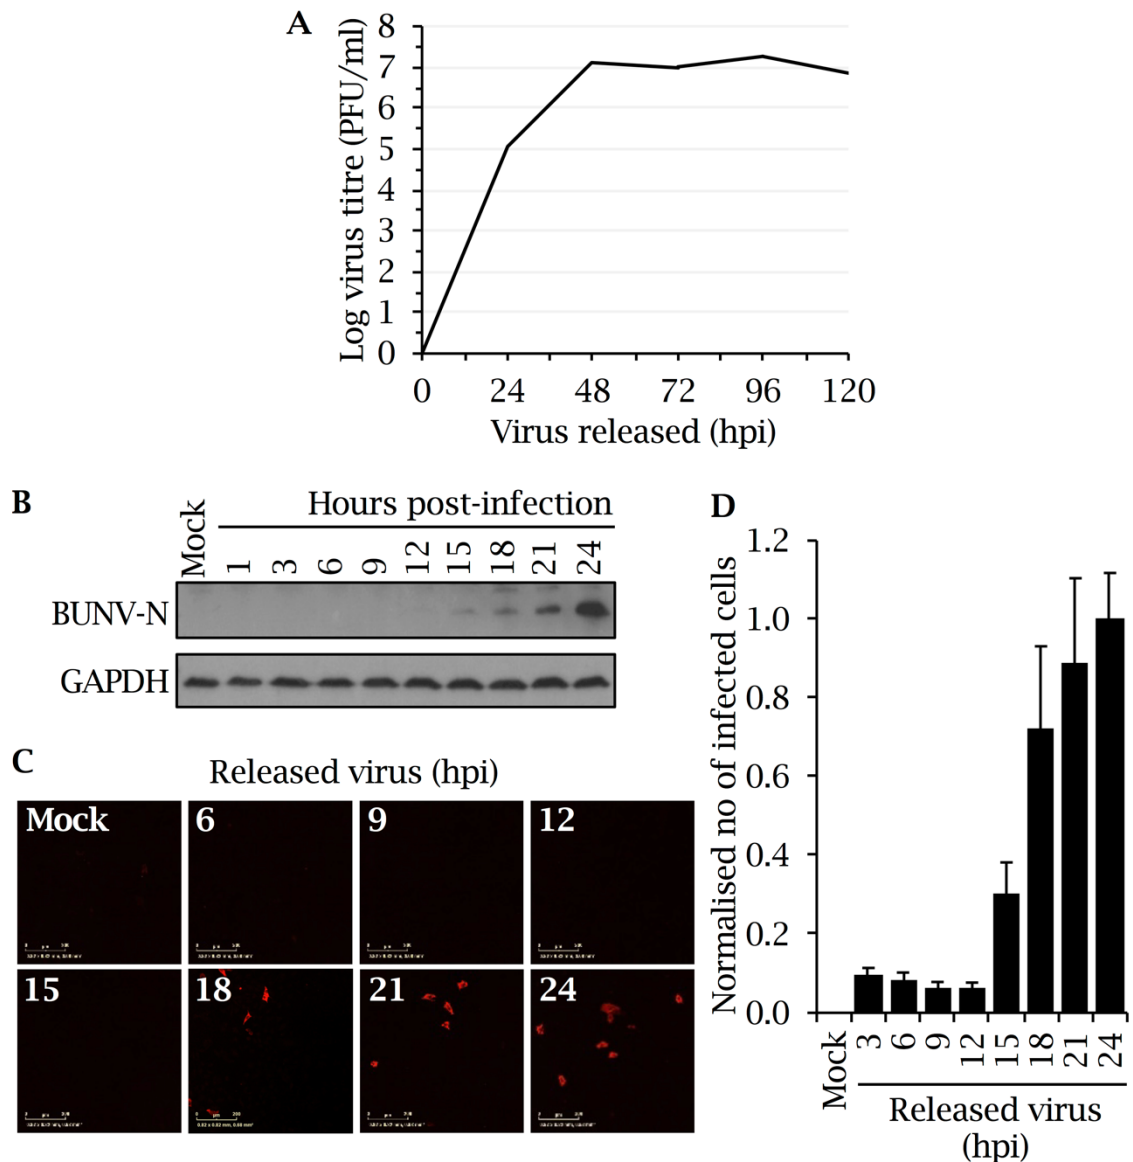 A
Log virus titre (PFU/ml)
8
7
6
5
4
3
2
1
0
0 24 48 72 96 120
Virus released (hpi)
B
Hours post-infection
Mock 1 3 6 9 12 15 18 21 24
BUNV-N
GAPDH
C
Released virus (hpi)
Mock 6 9 12
15 18 21 24
D
Normalised no of infected cells
1.2
1.0
0.8
0.6
0.4
0.2
0.0
Mock 3 6 9 12 15 18 21 24
Released virus
(hpi)